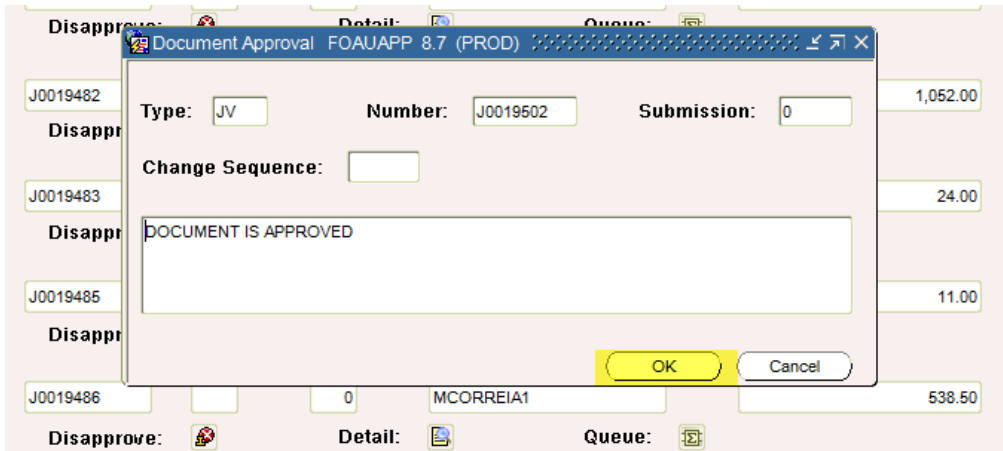 Disapprove: Detail: Queue:
Document Approval FOAUAPP 8.7 (PROD)
J0019482 1,052.00
Type: JV Number: J0019502 Submission: 0
Disappr
Change Sequence:
J0019483 24.00
Disappr DOCUMENT IS APPROVED
J0019485 11.00
Disappr
OK Cancel
J0019486 0 MCORREIA1 538.50
Disapprove: Detail: Queue: